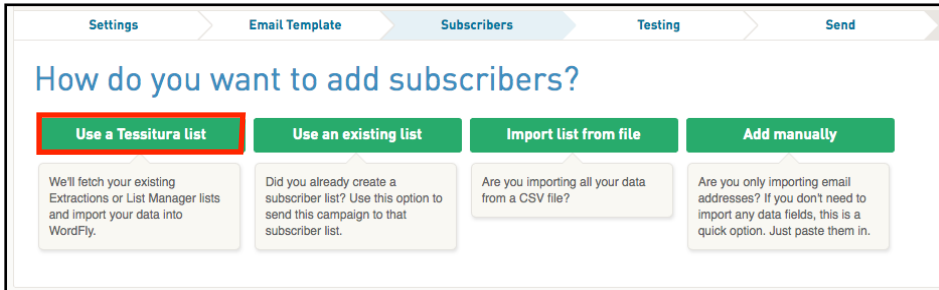 Settings
Email Template
Subscribers
Testing
Send
How do you want to add subscribers?
Use a Tessitura list
Use an existing list
Import list from file
Add manually
We'll fetch your existing
Extractions or List Manager lists
and import your data into
WordFly.
Did you already create a
subscriber list? Use this option to
send this campaign to that
subscriber list.
Are you importing all your data
from a CSV file?
Are you only importing email
addresses? If you don't need to
import any data fields, this is a
quick option. Just paste them in.